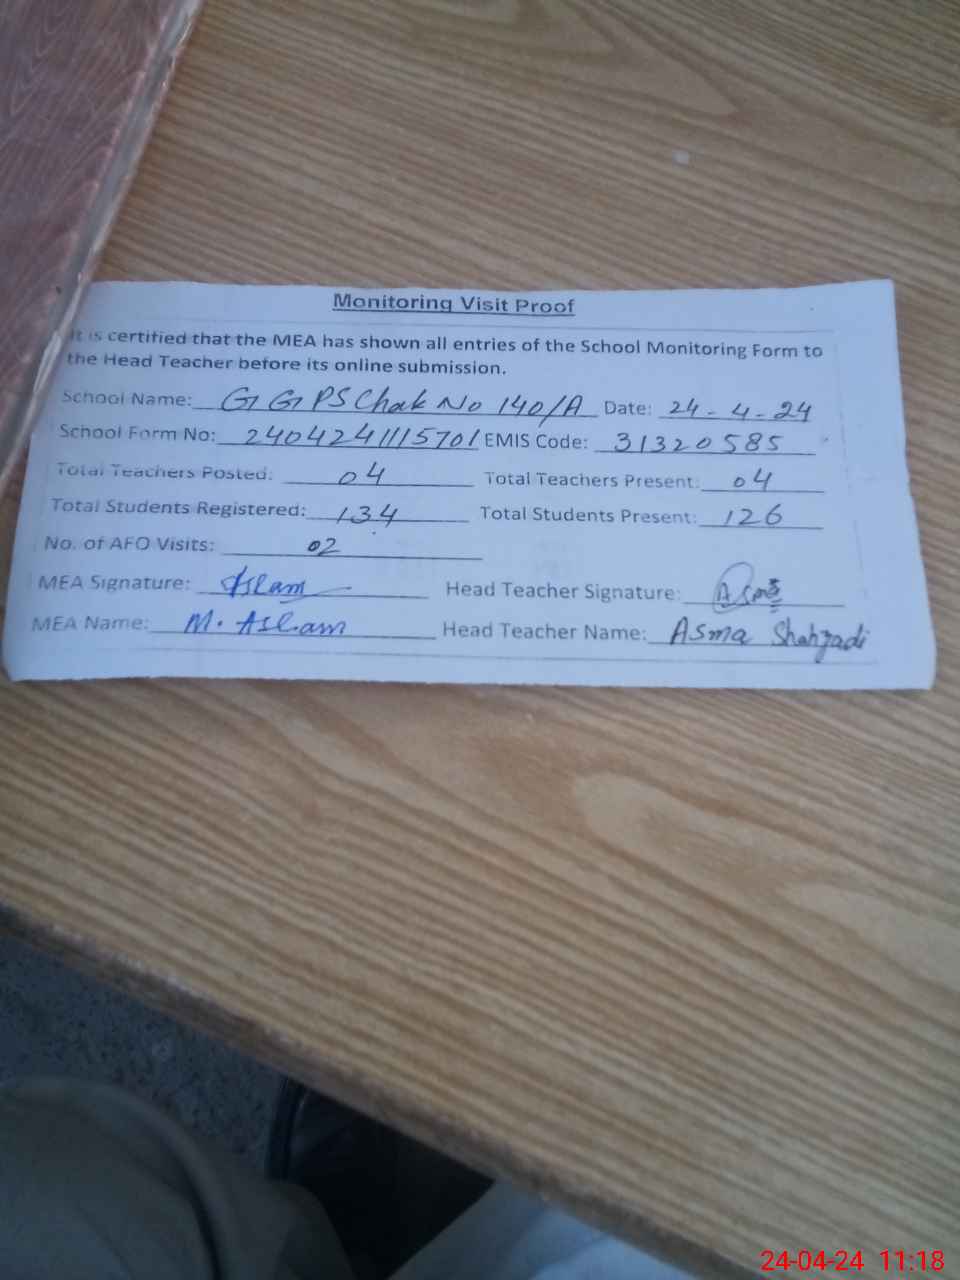 Monitoring Visit Proof
It is certified that the MEA has shown all entries of the School Monitoring Form to
the Head Teacher before its online submission.
School Name: GGPS Chak No 140/A Date: 24-4-24
School Form No: 24042411115701 EMIS Code: 31320585
Total Teachers Posted: 04 Total Teachers Present: 04
Total Students Registered: 134 Total Students Present: 126
No. of AFO Visits: 02
MEA Signature: Aslam Head Teacher Signature: Asma
MEA Name: M. Aslam Head Teacher Name: Asma Shahzadi
24-04-24 11:18